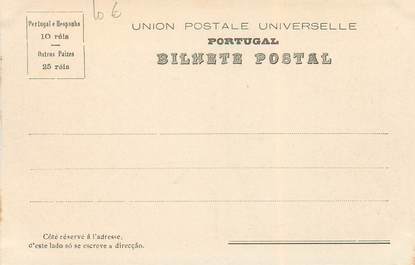 Portugal e Hespanha
10 réis
Outros Paizes
25 réis
10 €
UNION POSTALE UNIVERSELLE
PORTUGAL
BILHETE POSTAL
Côté réservé á l'adresse.
d'este lado só se escreve a direcção.